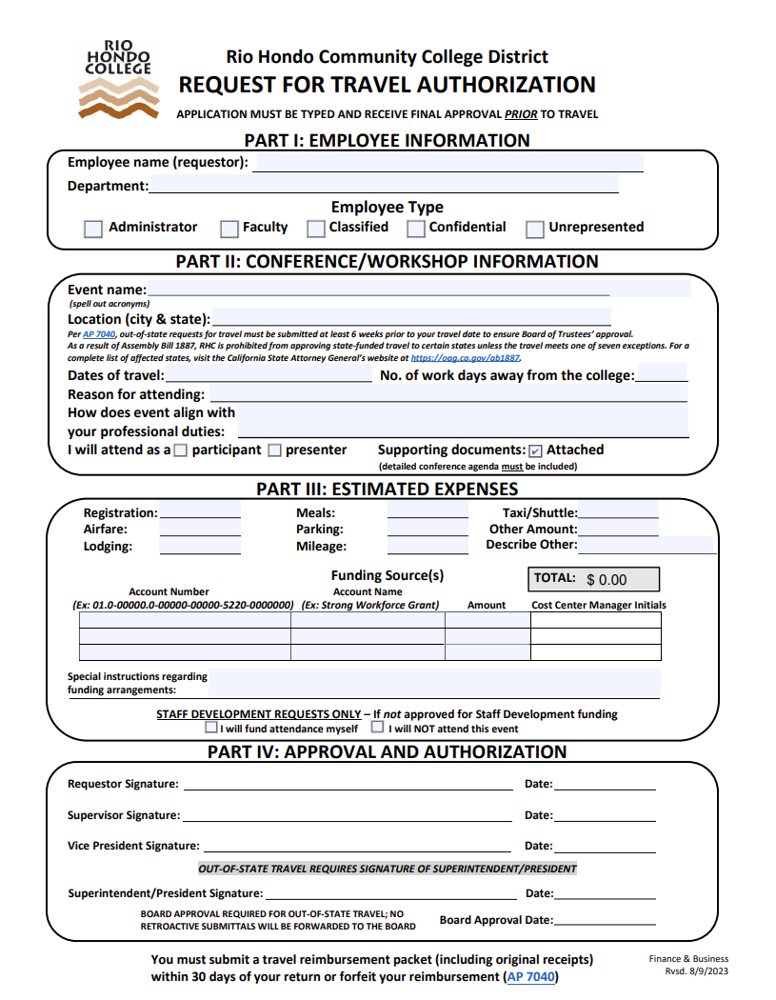 RIO
HONDO
COLLEGE
Rio Hondo Community College District
REQUEST FOR TRAVEL AUTHORIZATION
APPLICATION MUST BE TYPED AND RECEIVE FINAL APPROVAL PRIOR TO TRAVEL
PART I: EMPLOYEE INFORMATION
Employee name (requestor):
Department:
Employee Type
Administrator Faculty Classified Confidential Unrepresented
PART II: CONFERENCE/WORKSHOP INFORMATION
Event name:
(spell out acronyms)
Location (city & state):
Per AP 7040, out-of-state requests for travel must be submitted at least 6 weeks prior to your travel date to ensure Board of Trustees' approval.
As a result of Assembly Bill 1887, RHC is prohibited from approving state-funded travel to certain states unless the travel meets one of seven exceptions. For a
complete list of affected states, visit the California State Attorney General's website at https://oag.ca.gov/ab1887.
Dates of travel: No. of work days away from the college:
Reason for attending:
How does event align with
your professional duties:
I will attend as a participant presenter Supporting documents: Attached
(detailed conference agenda must be included)
PART III: ESTIMATED EXPENSES
Registration: Meals: Taxi/Shuttle:
Airfare: Parking: Other Amount:
Lodging: Mileage: Describe Other:
Funding Source(s) TOTAL: $ 0.00
Account Number Account Name
(Ex: 01.0-00000.0-00000-00000-5220-0000000) (Ex: Strong Workforce Grant) Amount Cost Center Manager Initials
Special instructions regarding
funding arrangements:
STAFF DEVELOPMENT REQUESTS ONLY – If not approved for Staff Development funding
I will fund attendance myself I will NOT attend this event
PART IV: APPROVAL AND AUTHORIZATION
Requestor Signature: Date:
Supervisor Signature: Date:
Vice President Signature: Date:
OUT-OF-STATE TRAVEL REQUIRES SIGNATURE OF SUPERINTENDENT/PRESIDENT
Superintendent/President Signature: Date:
BOARD APPROVAL REQUIRED FOR OUT-OF-STATE TRAVEL; NO
RETROACTIVE SUBMITTALS WILL BE FORWARDED TO THE BOARD Board Approval Date:
You must submit a travel reimbursement packet (including original receipts)
within 30 days of your return or forfeit your reimbursement (AP 7040)
Finance & Business
Rvsd. 8/9/2023